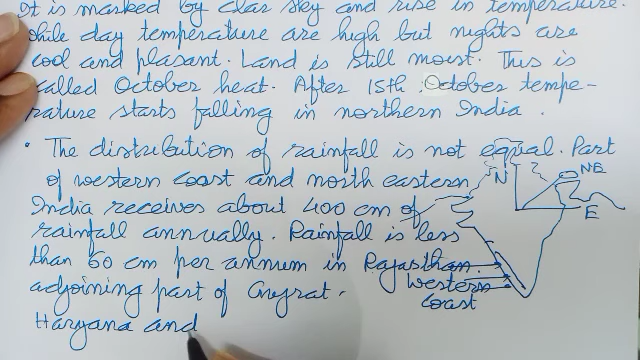 It is marked by clar sky and rise in temperature.
while day temperature are high but nights are
cool and plasant. Land is still moist. This is
called October heat. After 15th October tempe-
rature starts falling in northern India.
• The distribution of rainfall is not equal. Part
of western coast and north eastern
India receives about 400 cm of
rainfall annually. Rainfall is less
than 60 cm per annum in Rajasthan.
adjoining part of Gujrat.
Haryana and
N
NE
E
Western
Coast